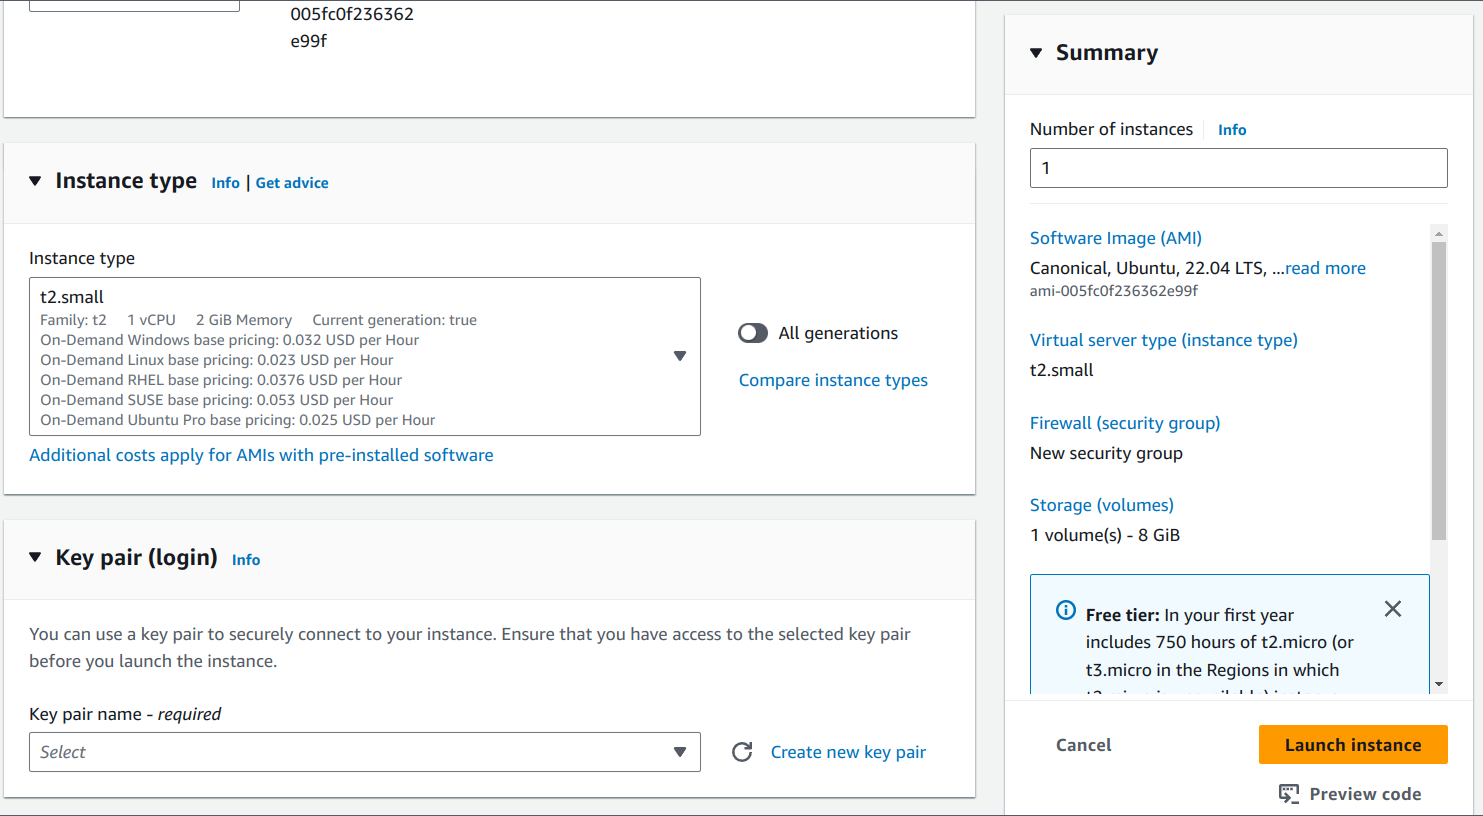 005fc0f236362
e99f
Instance type Info | Get advice
Instance type
t2.small
Family: t2 1 vCPU 2 GiB Memory Current generation: true
On-Demand Windows base pricing: 0.032 USD per Hour
On-Demand Linux base pricing: 0.023 USD per Hour
On-Demand RHEL base pricing: 0.0376 USD per Hour
On-Demand SUSE base pricing: 0.053 USD per Hour
On-Demand Ubuntu Pro base pricing: 0.025 USD per Hour
All generations
Compare instance types
Additional costs apply for AMIs with pre-installed software
Key pair (login) Info
You can use a key pair to securely connect to your instance. Ensure that you have access to the selected key pair
before you launch the instance.
Key pair name - required
Select
Create new key pair
Summary
Number of instances Info
1
Software Image (AMI)
Canonical, Ubuntu, 22.04 LTS, ...read more
ami-005fc0f236362e99f
Virtual server type (instance type)
t2.small
Firewall (security group)
New security group
Storage (volumes)
1 volume(s) - 8 GiB
Free tier: In your first year
includes 750 hours of t2.micro (or
t3.micro in the Regions in which
Cancel
Launch instance
Preview code